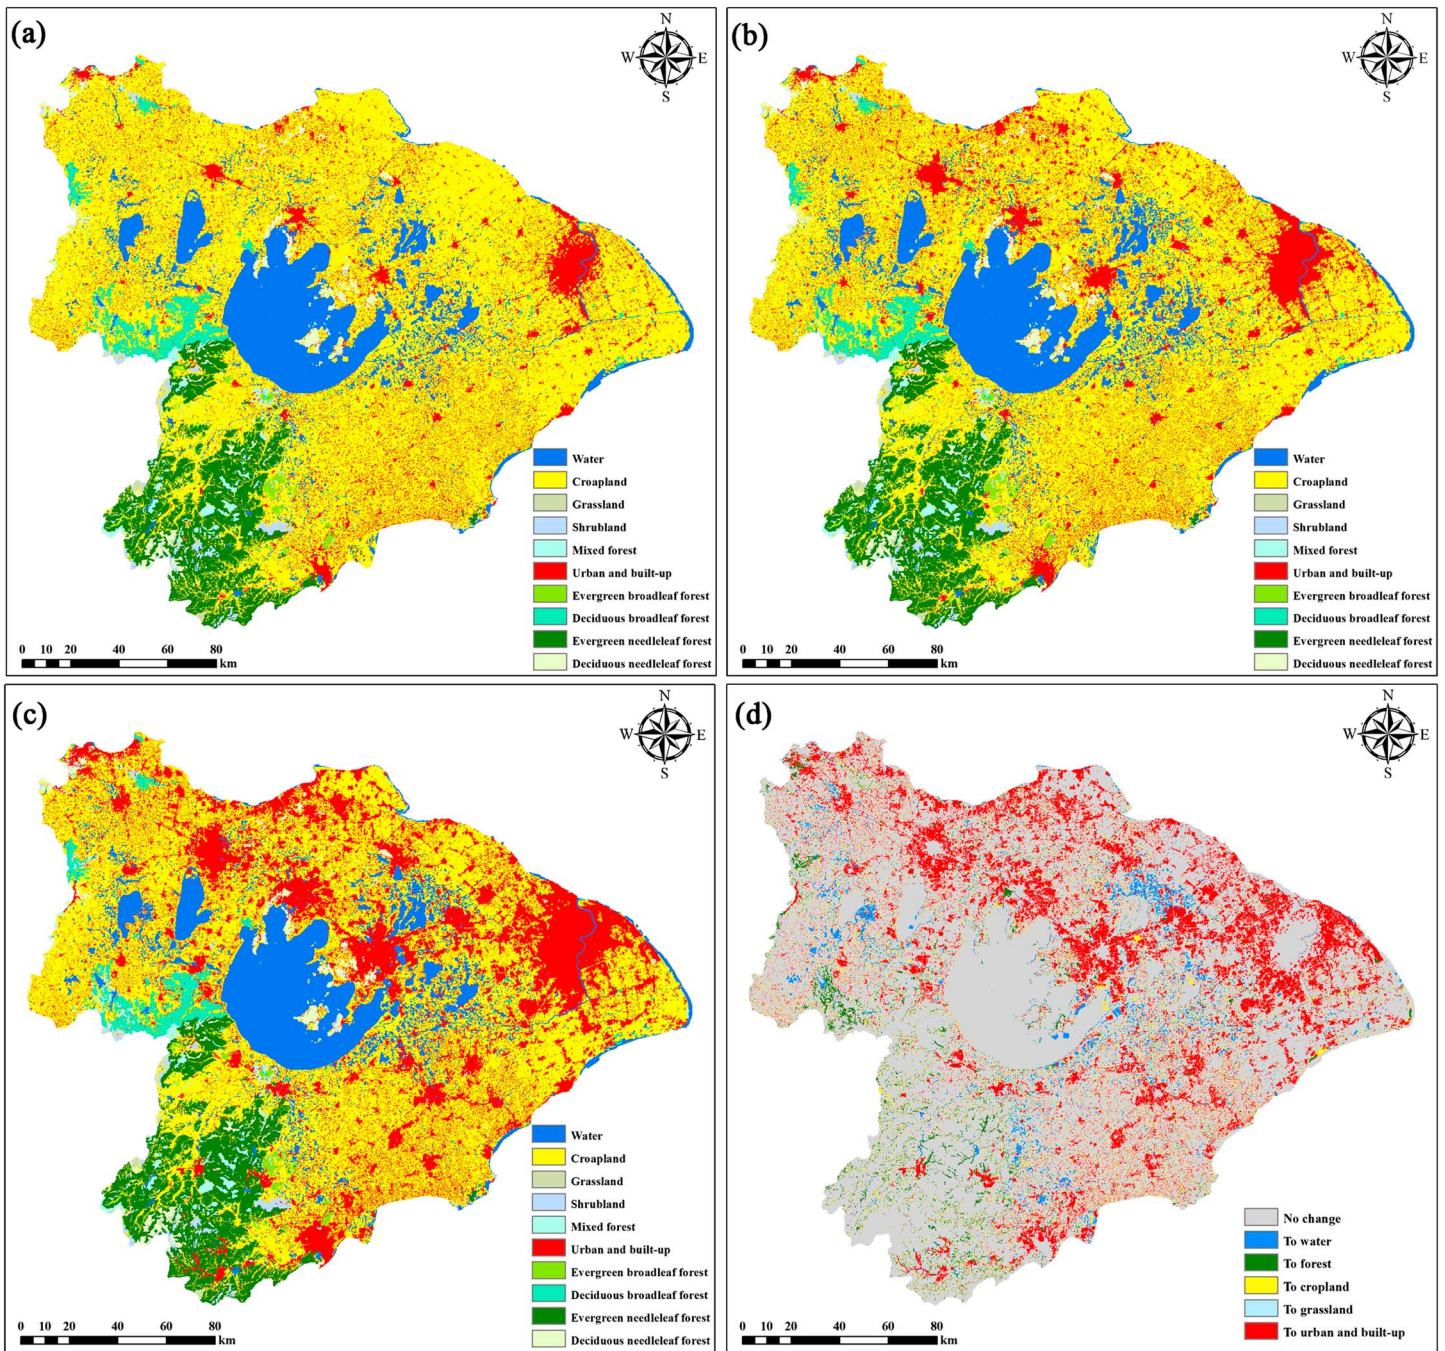 (a)
N
W E
S
Water
Croapland
Grassland
Shrubland
Mixed forest
Urban and built-up
Evergreen broadleaf forest
Deciduous broadleaf forest
Evergreen needleleaf forest
Deciduous needleleaf forest
0 10 20 40 60 80
km
(b)
N
W E
S
Water
Croapland
Grassland
Shrubland
Mixed forest
Urban and built-up
Evergreen broadleaf forest
Deciduous broadleaf forest
Evergreen needleleaf forest
Deciduous needleleaf forest
0 10 20 40 60 80
km
(c)
N
W E
S
Water
Croapland
Grassland
Shrubland
Mixed forest
Urban and built-up
Evergreen broadleaf forest
Deciduous broadleaf forest
Evergreen needleleaf forest
Deciduous needleleaf forest
0 10 20 40 60 80
km
(d)
N
W E
S
No change
To water
To forest
To cropland
To grassland
To urban and built-up
0 10 20 40 60 80
km